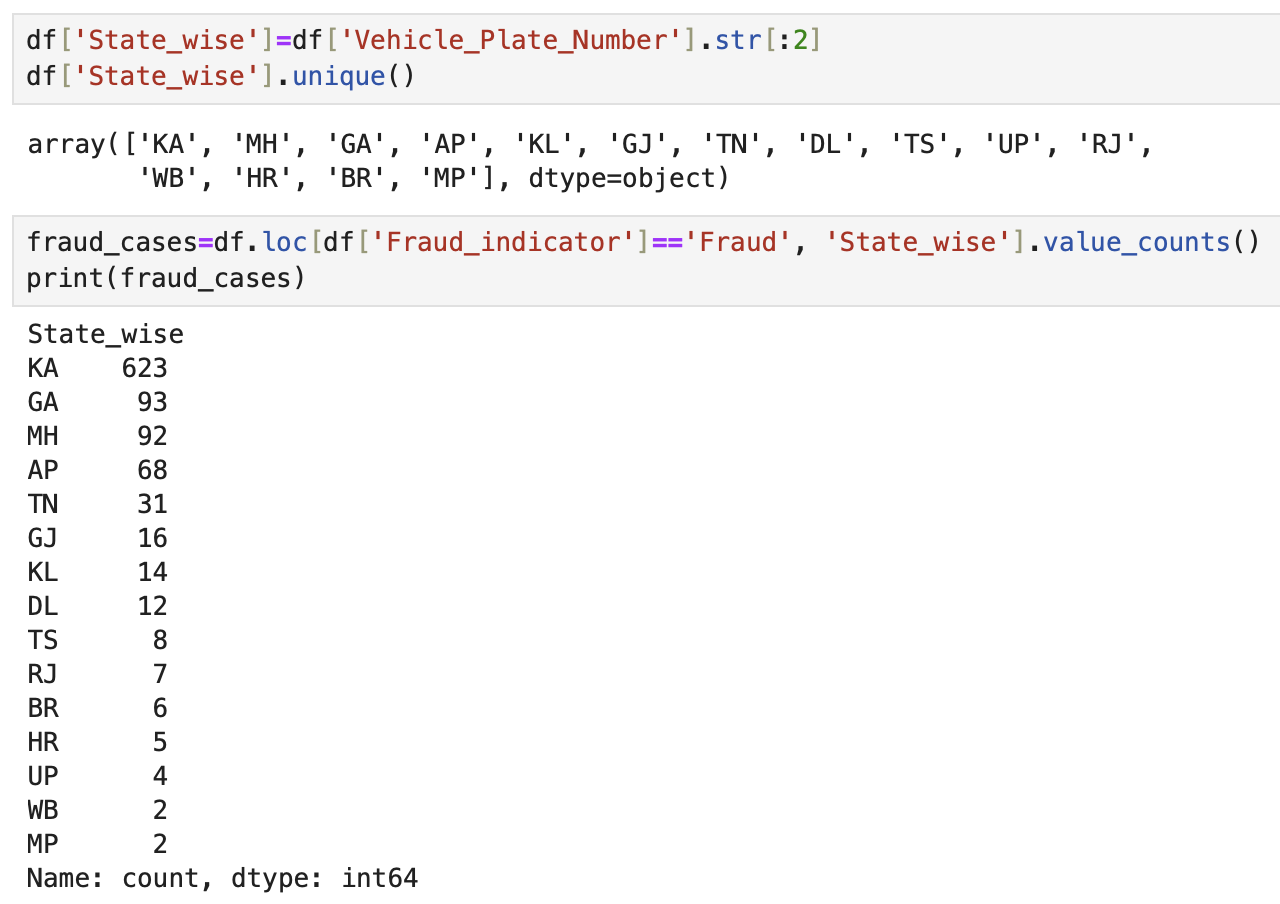 df['State_wise']=df['Vehicle_Plate_Number'].str[:2]
df['State_wise'].unique()
array(['KA', 'MH', 'GA', 'AP', 'KL', 'GJ', 'TN', 'DL', 'TS', 'UP', 'RJ',
       'WB', 'HR', 'BR', 'MP'], dtype=object)
fraud_cases=df.loc[df['Fraud_indicator']=='Fraud', 'State_wise'].value_counts()
print(fraud_cases)
State_wise
KA    623
GA     93
MH     92
AP     68
TN     31
GJ     16
KL     14
DL     12
TS      8
RJ      7
BR      6
HR      5
UP      4
WB      2
MP      2
Name: count, dtype: int64